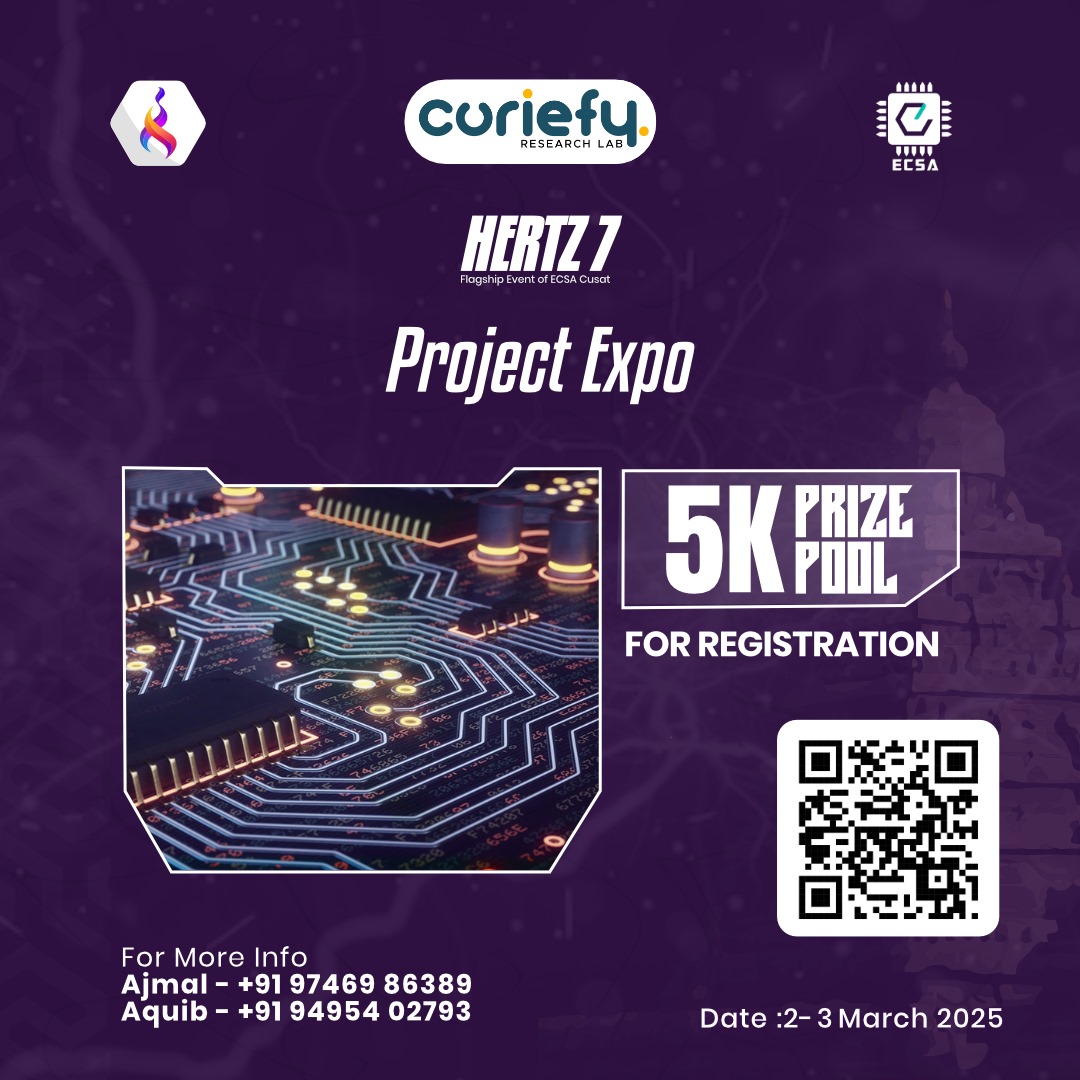 curiefy.
RESEARCH LAB
ECSA
HERTZ 7
Flagship Event of ECSA Cusat
Project Expo
5K PRIZE POOL
FOR REGISTRATION
For More Info
Ajmal - +91 97469 86389
Aquib - +91 94954 02793
Date :2- 3 March 2025